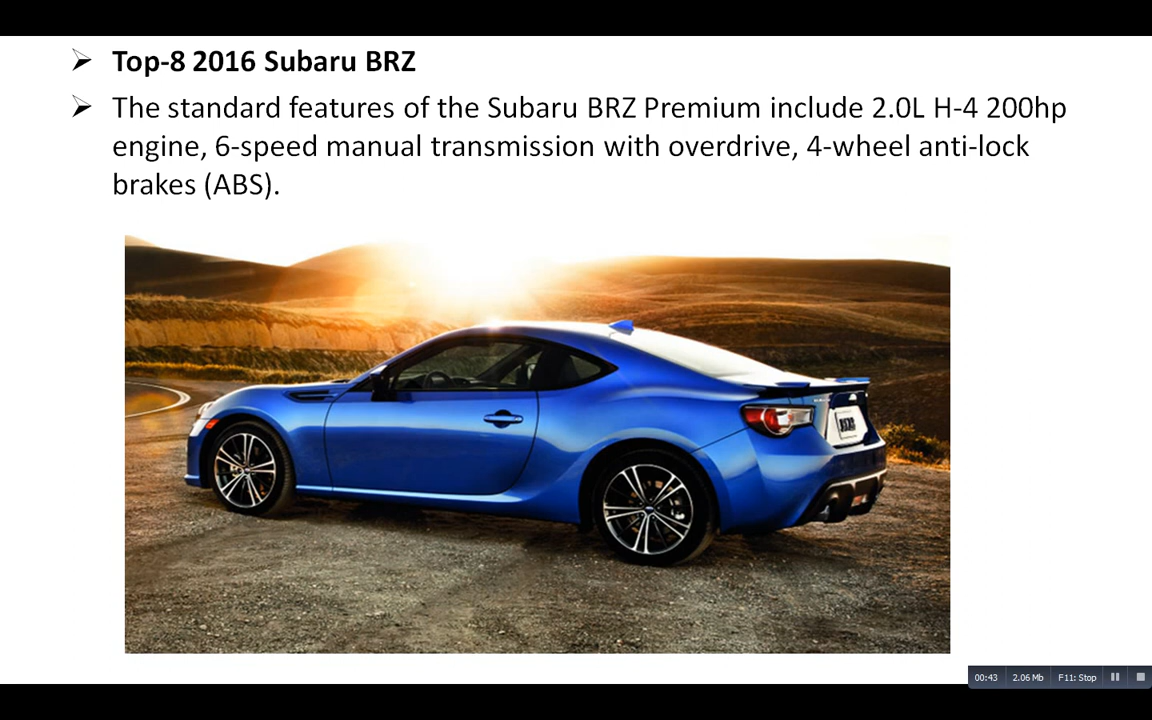 Top-8 2016 Subaru BRZ
The standard features of the Subaru BRZ Premium include 2.0L H-4 200hp
engine, 6-speed manual transmission with overdrive, 4-wheel anti-lock
brakes (ABS).
00:43 2.06 Mb F11: Stop